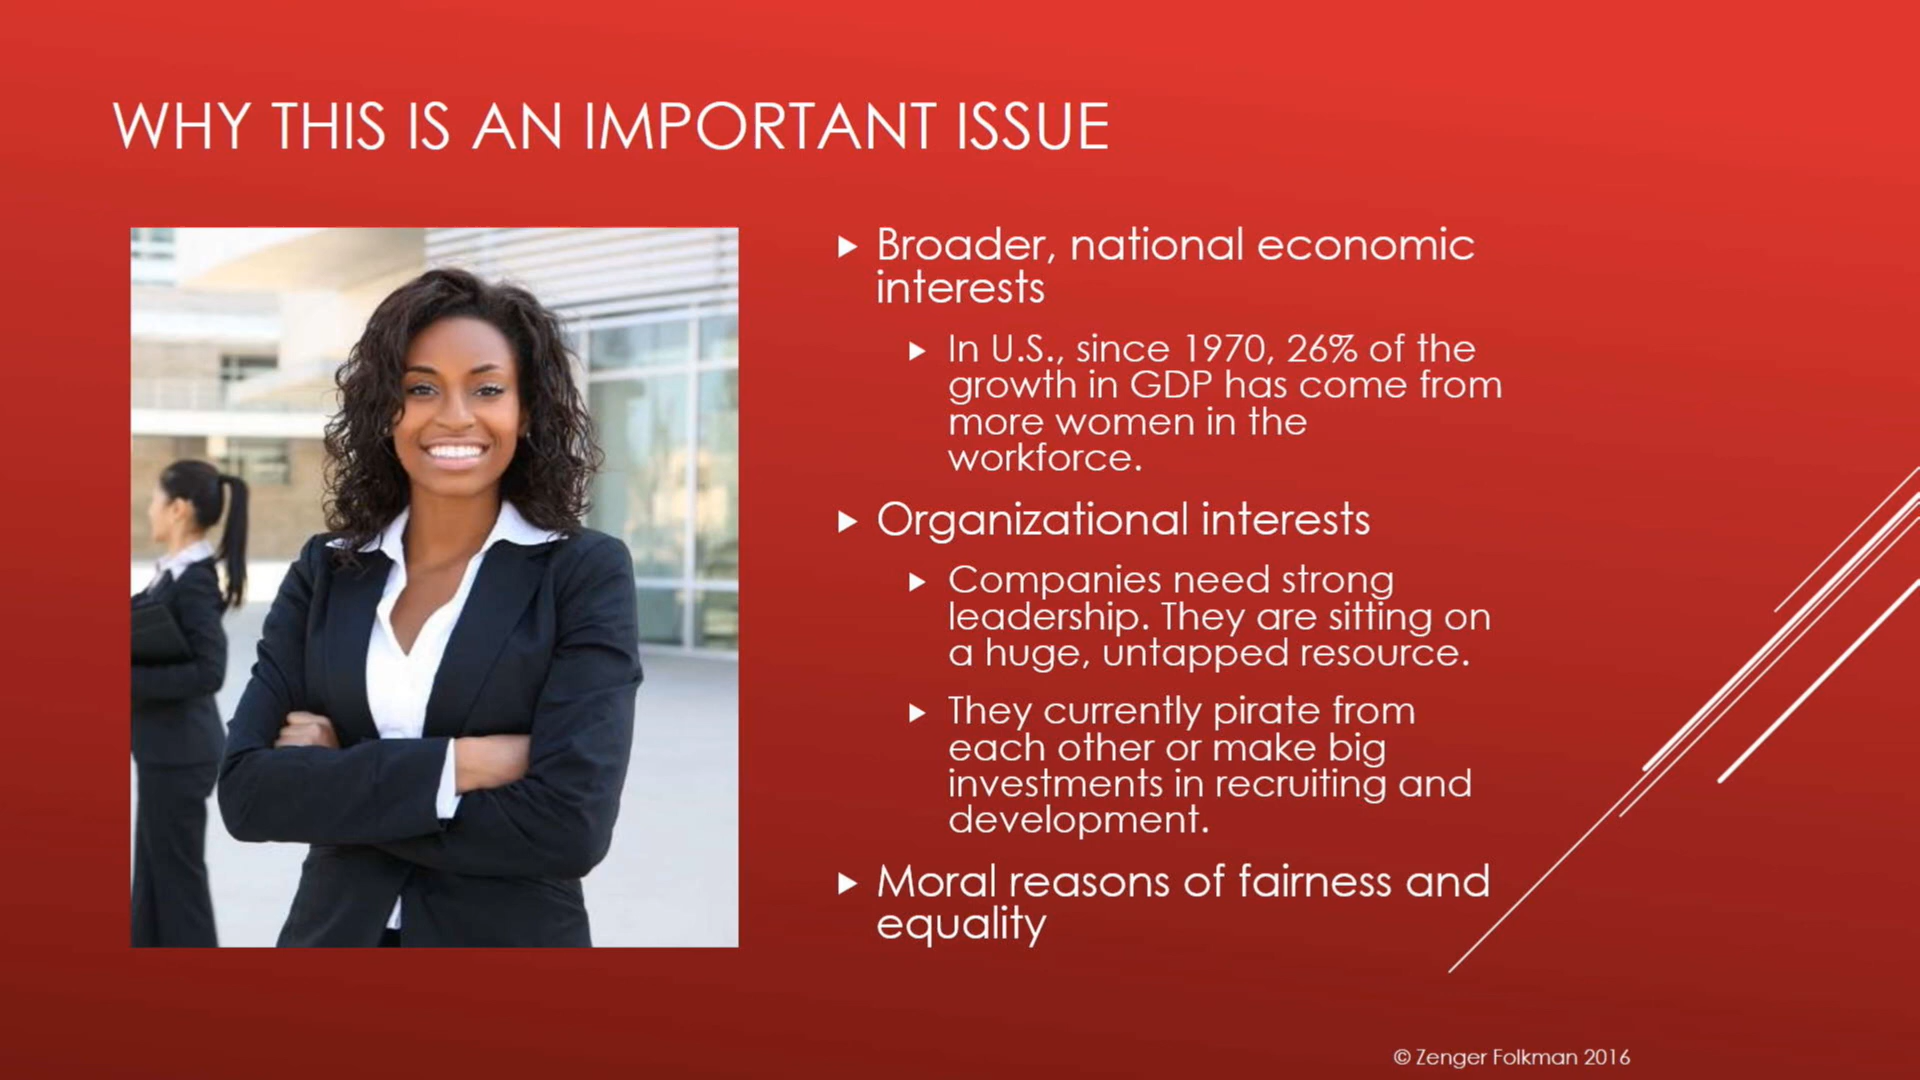 WHY THIS IS AN IMPORTANT ISSUE
Broader, national economic
interests
In U.S., since 1970, 26% of the
growth in GDP has come from
more women in the
workforce.
Organizational interests
Companies need strong
leadership. They are sitting on
a huge, untapped resource.
They currently pirate from
each other or make big
investments in recruiting and
development.
Moral reasons of fairness and
equality
© Zenger Folkman 2016